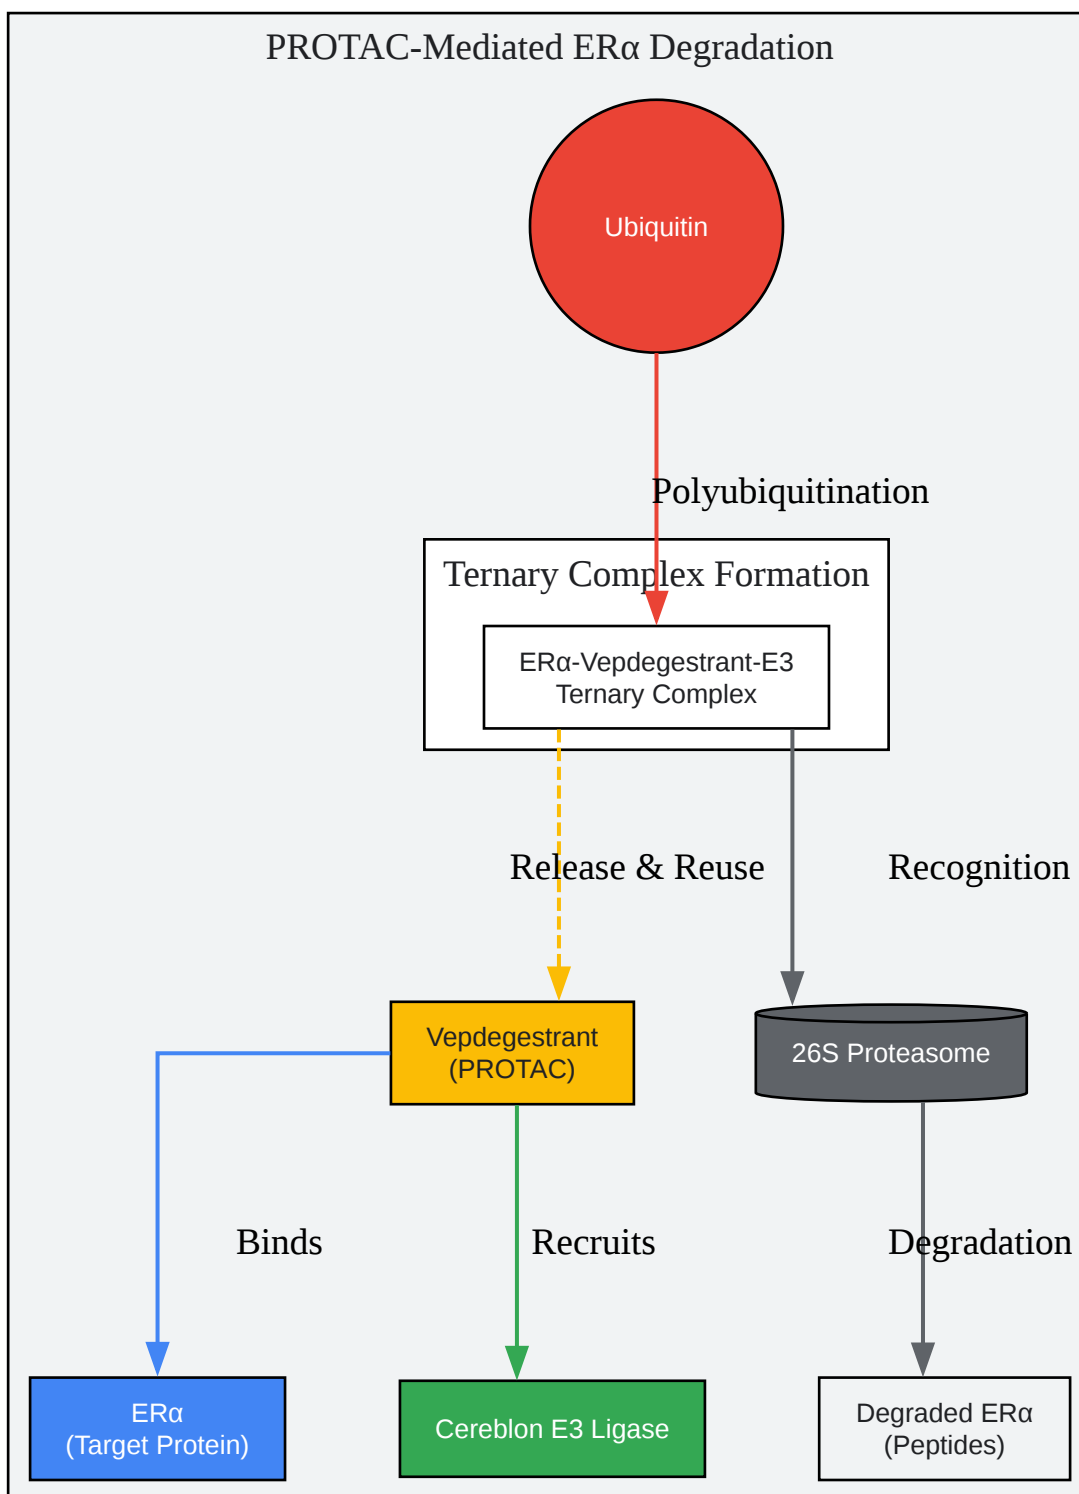 PROTAC-Mediated ERα Degradation
Ubiquitin
Polyubiquitination
Ternary Complex Formation
ERα-Vepdegestrant-E3
Ternary Complex
Release & Reuse
Recognition
Vepdegestrant
(PROTAC)
26S Proteasome
Binds
Recruits
Degradation
ERα
(Target Protein)
Cereblon E3 Ligase
Degraded ERα
(Peptides)